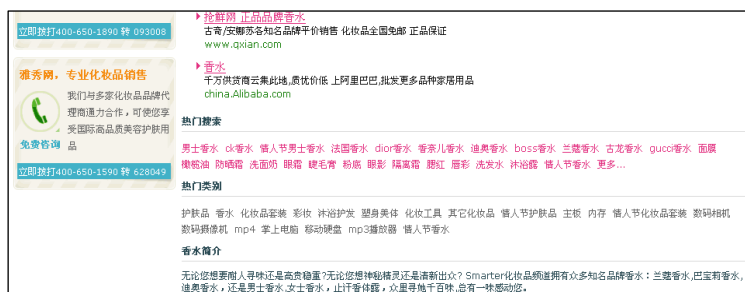 立即拨打400-650-1890 转 093008
雅秀网，专业化妆品销售
我们与多家化妆品品牌代
理商通力合作，可使您享
受国际高品质美容护肤用
品
免费咨询
立即拨打400-650-1590 转 628049
抢鲜网 正品品牌香水
古奇/安娜苏各知名品牌平价销售 化妆品全国免邮 正品保证
www.qxian.com
香水
千万供货商云集此地,质优价低 上阿里巴巴,批发更多品种家居用品
china.Alibaba.com
热门搜索
男士香水 ck香水 情人节男士香水 法国香水 dior香水 香奈儿香水 迪奥香水 boss香水 兰蔻香水 古龙香水 gucci香水 面膜
橄榄油 防晒霜 洗面奶 眼霜 睫毛膏 粉底 眼影 隔离霜 腮红 唇彩 洗发水 沐浴露 情人节香水 更多...
热门类别
护肤品 香水 化妆品套装 彩妆 沐浴护发 塑身美体 化妆工具 其它化妆品 情人节护肤品 主板 内存 情人节化妆品套装 数码相机
数码摄像机 mp4 掌上电脑 移动硬盘 mp3播放器 情人节香水
香水简介
无论您想要耐人寻味还是高贵稳重?无论您想神秘精灵还是清新出众? Smarter化妆品频道拥有众多知名品牌香水：兰蔻香水,巴宝莉香水,
迪奥香水，还是男士香水,女士香水，止汗香体露，众里寻她千百味,总有一味感动您。